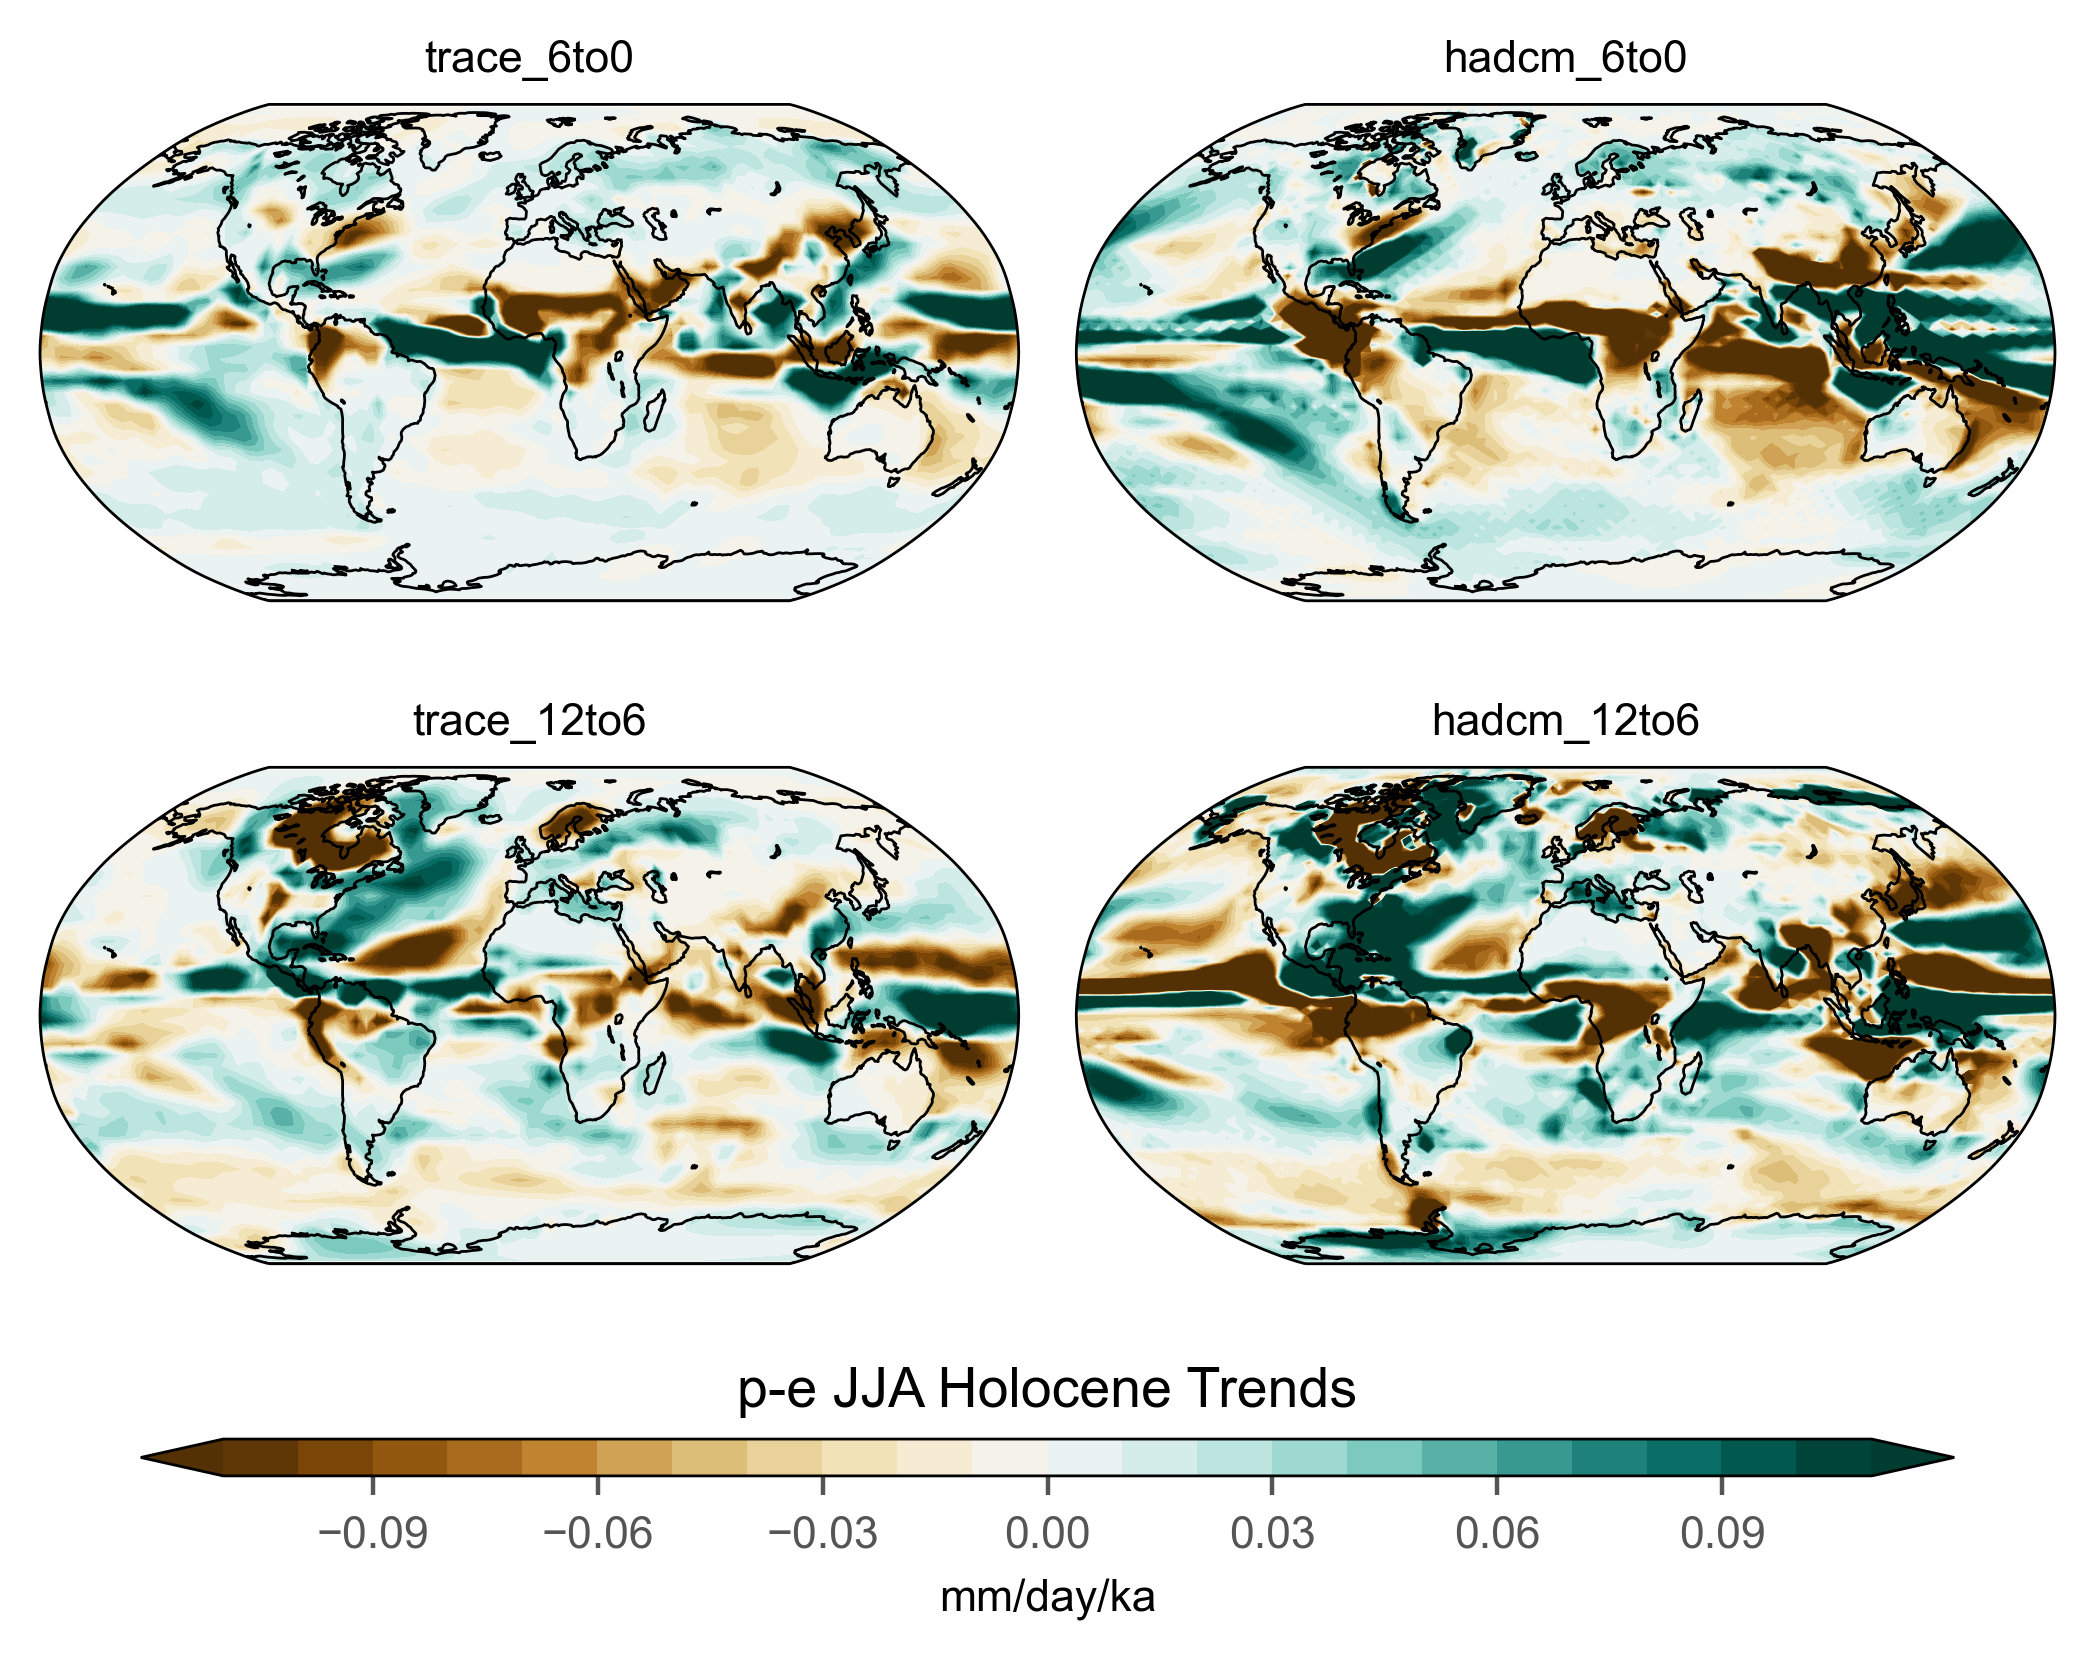 trace_6to0
hadcm_6to0
trace_12to6
hadcm_12to6
p-e JJA Holocene Trends
−0.09 −0.06 −0.03 0.00 0.03 0.06 0.09
mm/day/ka